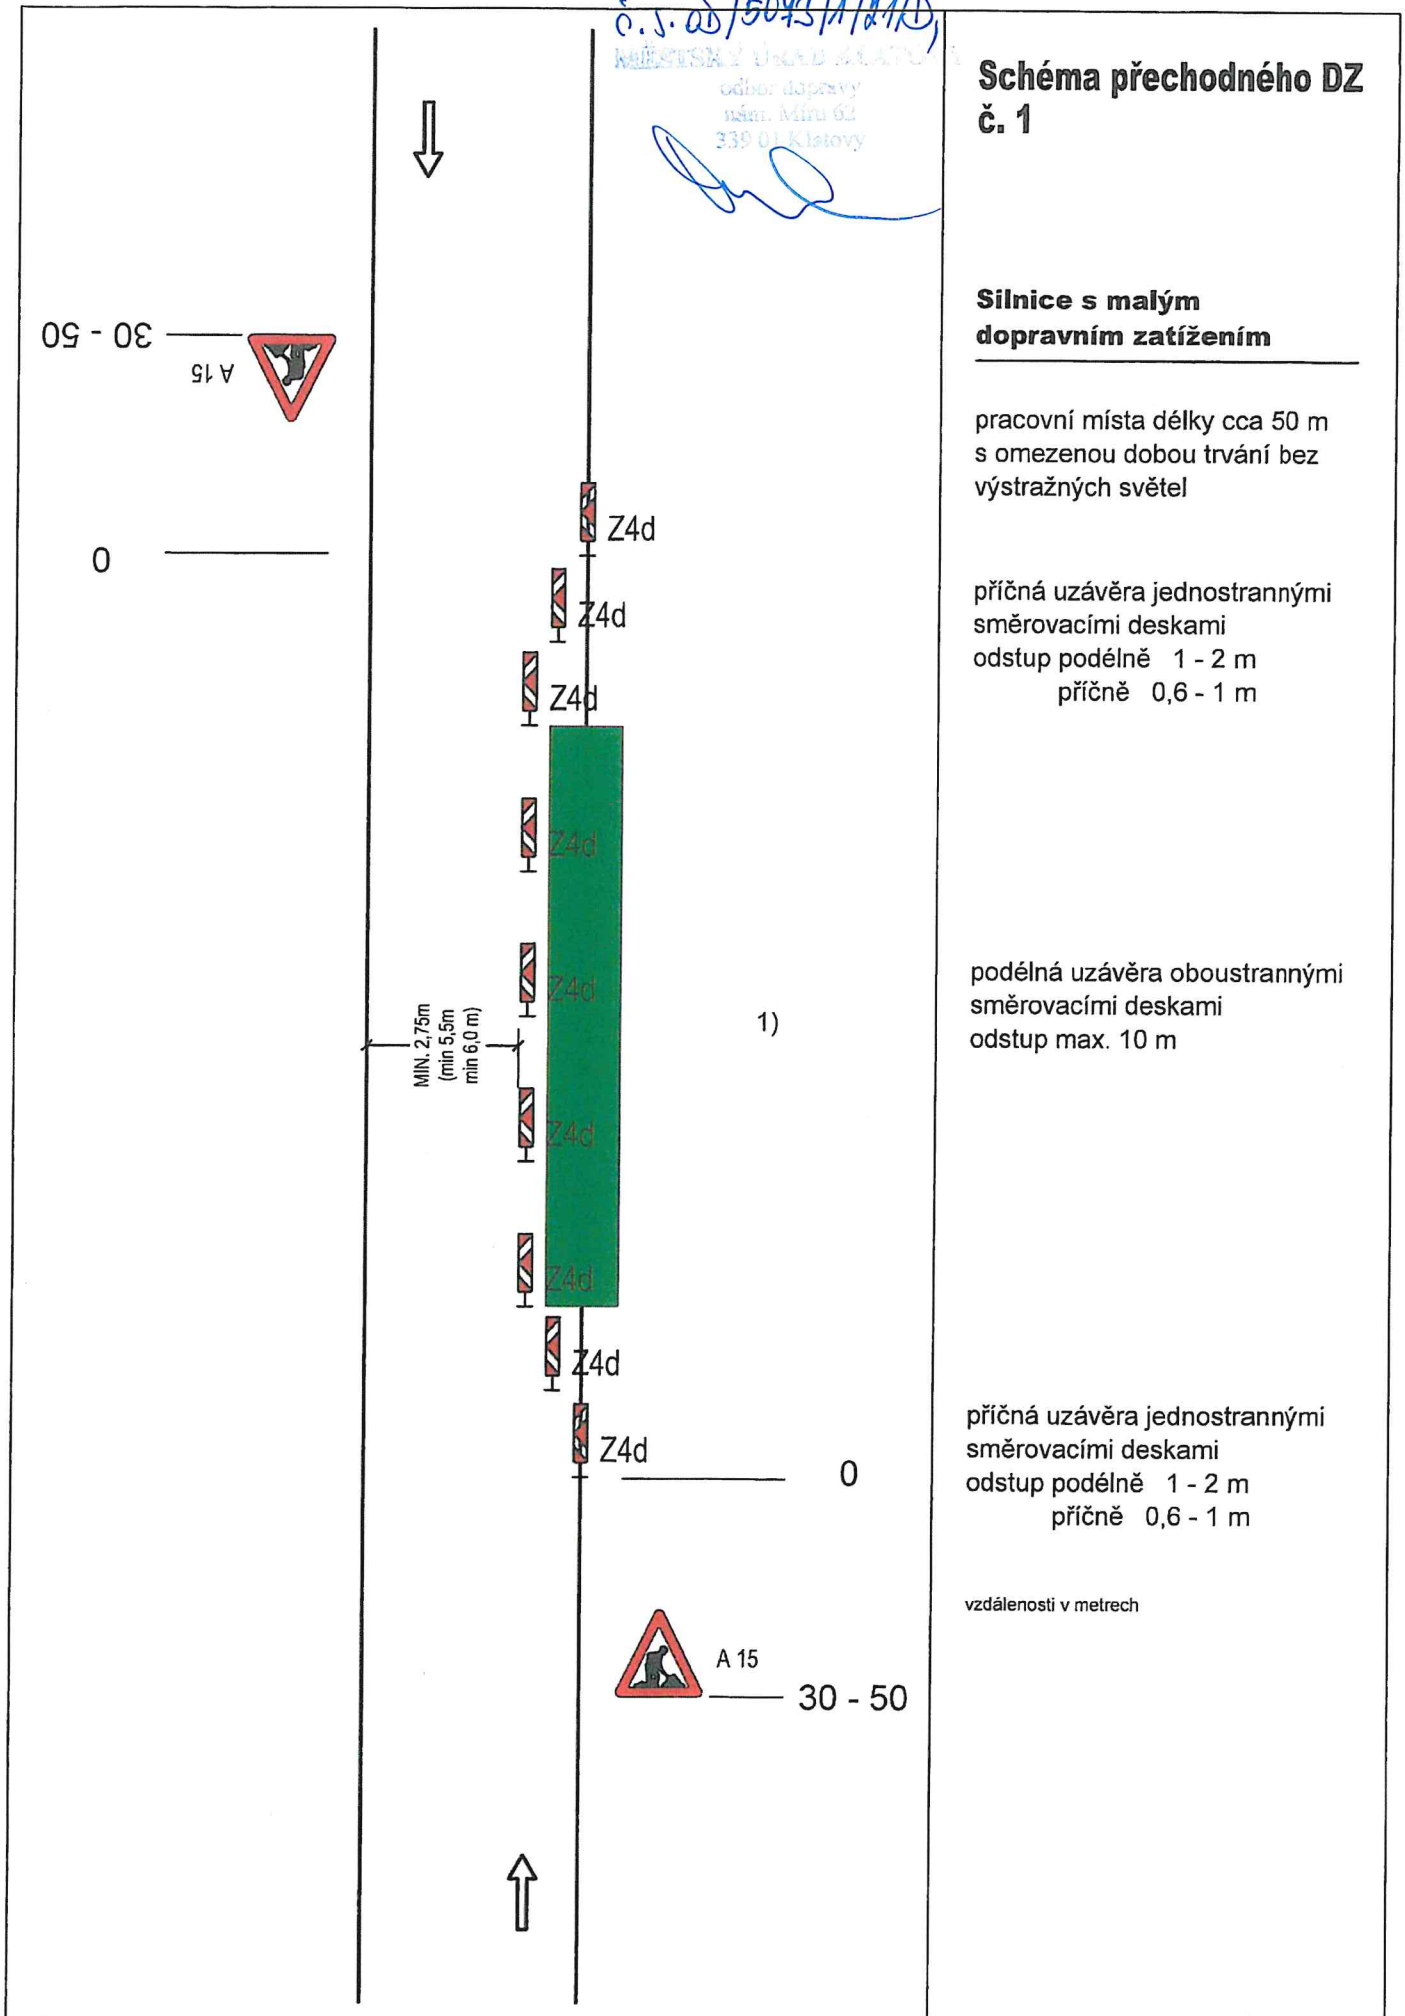 MĚSTSKÝ ÚŘAD KLATOVY
odbor dopravy
nám. Míru 62
339 01 Klatovy
Schéma přechodného DZ
č. 1
Silnice s malým
dopravním zatížením
pracovní místa délky cca 50 m
s omezenou dobou trvání bez
výstražných světel
30 - 50
A 15
0
Z4d
Z4d
Z4d
příčná uzávěra jednostrannými
směrovacími deskami
odstup podélně 1 - 2 m
příčně 0,6 - 1 m
Z4d
Z4d
MIN. 2,75m
(min 5,5m
min 6,0 m)
1)
podélná uzávěra oboustrannými
směrovacími deskami
odstup max. 10 m
Z4d
Z4d
Z4d
Z4d
0
příčná uzávěra jednostrannými
směrovacími deskami
odstup podélně 1 - 2 m
příčně 0,6 - 1 m
vzdálenosti v metrech
A 15
30 - 50